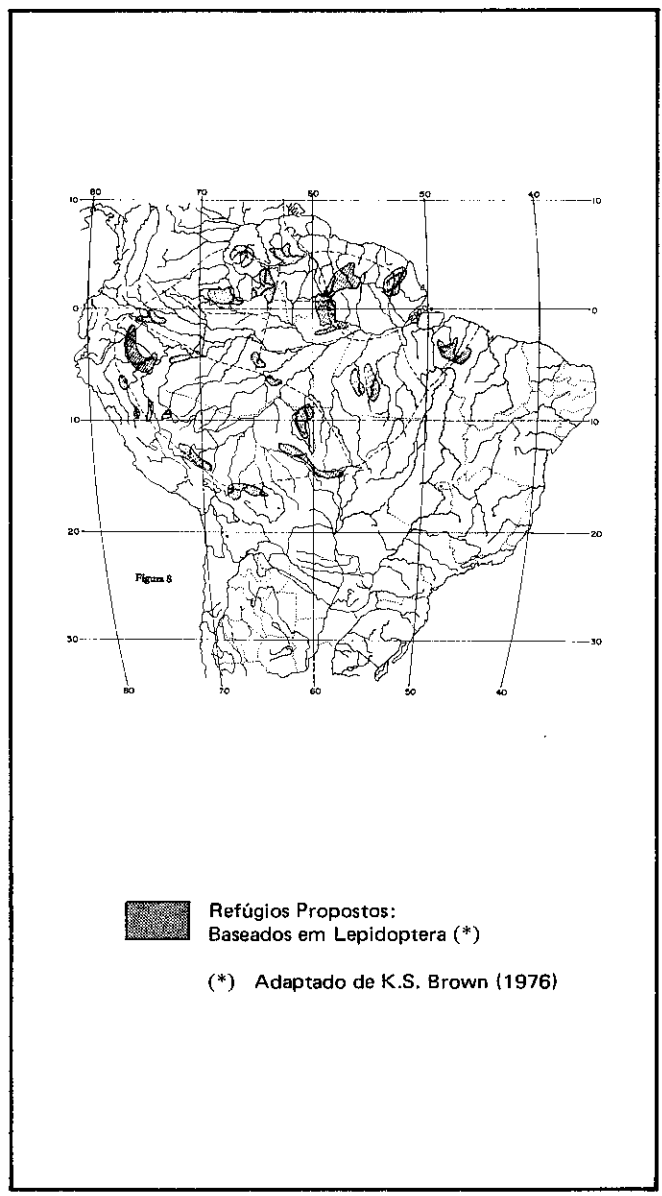 80 70 60 50 40
10 10
0 0
10 10
20 20
Figura 8
30 30
80 70 60 50 40
Refúgios Propostos:
Baseados em Lepidoptera (*)
(*) Adaptado de K.S. Brown (1976)